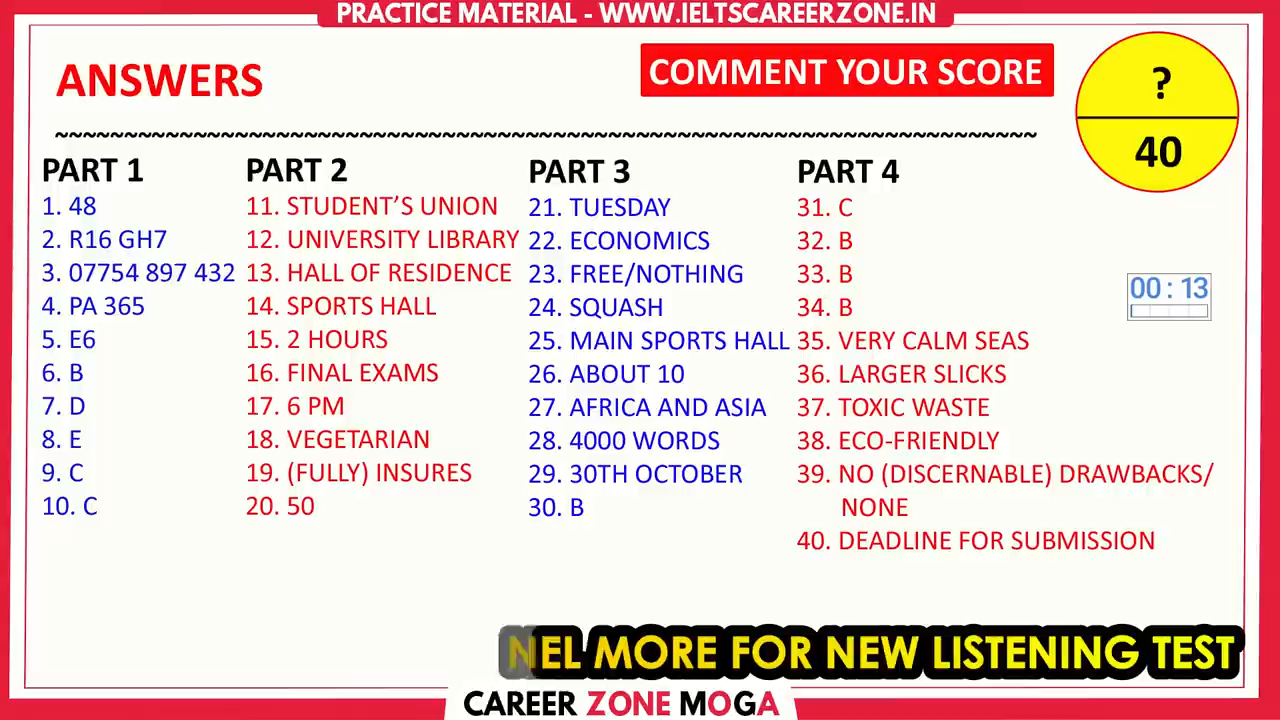 PRACTICE MATERIAL - WWW.IELTSCAREERZONE.IN
ANSWERS
COMMENT YOUR SCORE
?
40
~~~~~~~~~~~~~~~~~~~~~~~~~~~~~~~~~~~~~~~~~~~~~~~~~~~~~~~~~~~~~~~~~~~~~~~
PART 1
1. 48
2. R16 GH7
3. 07754 897 432
4. PA 365
5. E6
6. B
7. D
8. E
9. C
10. C
PART 2
11. STUDENT’S UNION
12. UNIVERSITY LIBRARY
13. HALL OF RESIDENCE
14. SPORTS HALL
15. 2 HOURS
16. FINAL EXAMS
17. 6 PM
18. VEGETARIAN
19. (FULLY) INSURES
20. 50
PART 3
21. TUESDAY
22. ECONOMICS
23. FREE/NOTHING
24. SQUASH
25. MAIN SPORTS HALL
26. ABOUT 10
27. AFRICA AND ASIA
28. 4000 WORDS
29. 30TH OCTOBER
30. B
PART 4
31. C
32. B
33. B
34. B
35. VERY CALM SEAS
36. LARGER SLICKS
37. TOXIC WASTE
38. ECO-FRIENDLY
39. NO (DISCERNABLE) DRAWBACKS/
NONE
40. DEADLINE FOR SUBMISSION
00 : 13
NEL MORE FOR NEW LISTENING TEST
CAREER ZONE MOGA